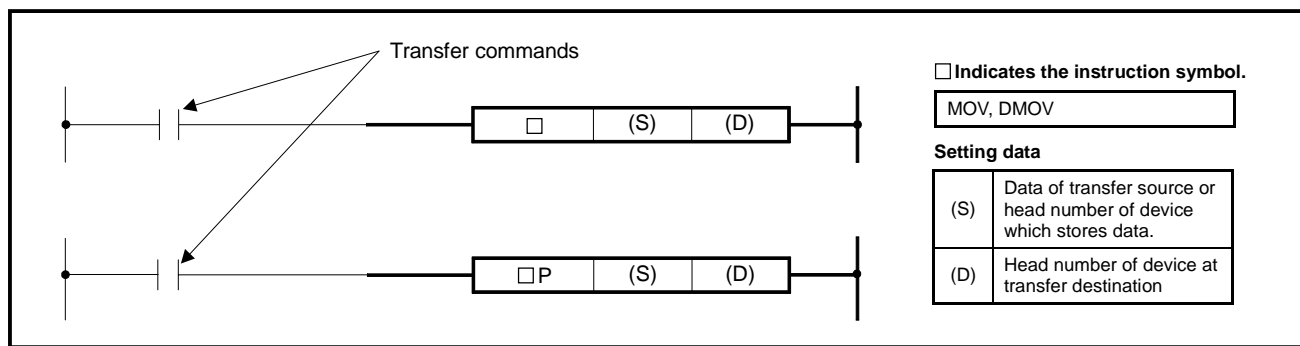 Transfer commands
□ (S) (D)
□P (S) (D)
□ Indicates the instruction symbol.
MOV, DMOV
Setting data
(S) Data of transfer source or
head number of device
which stores data.
(D) Head number of device at
transfer destination